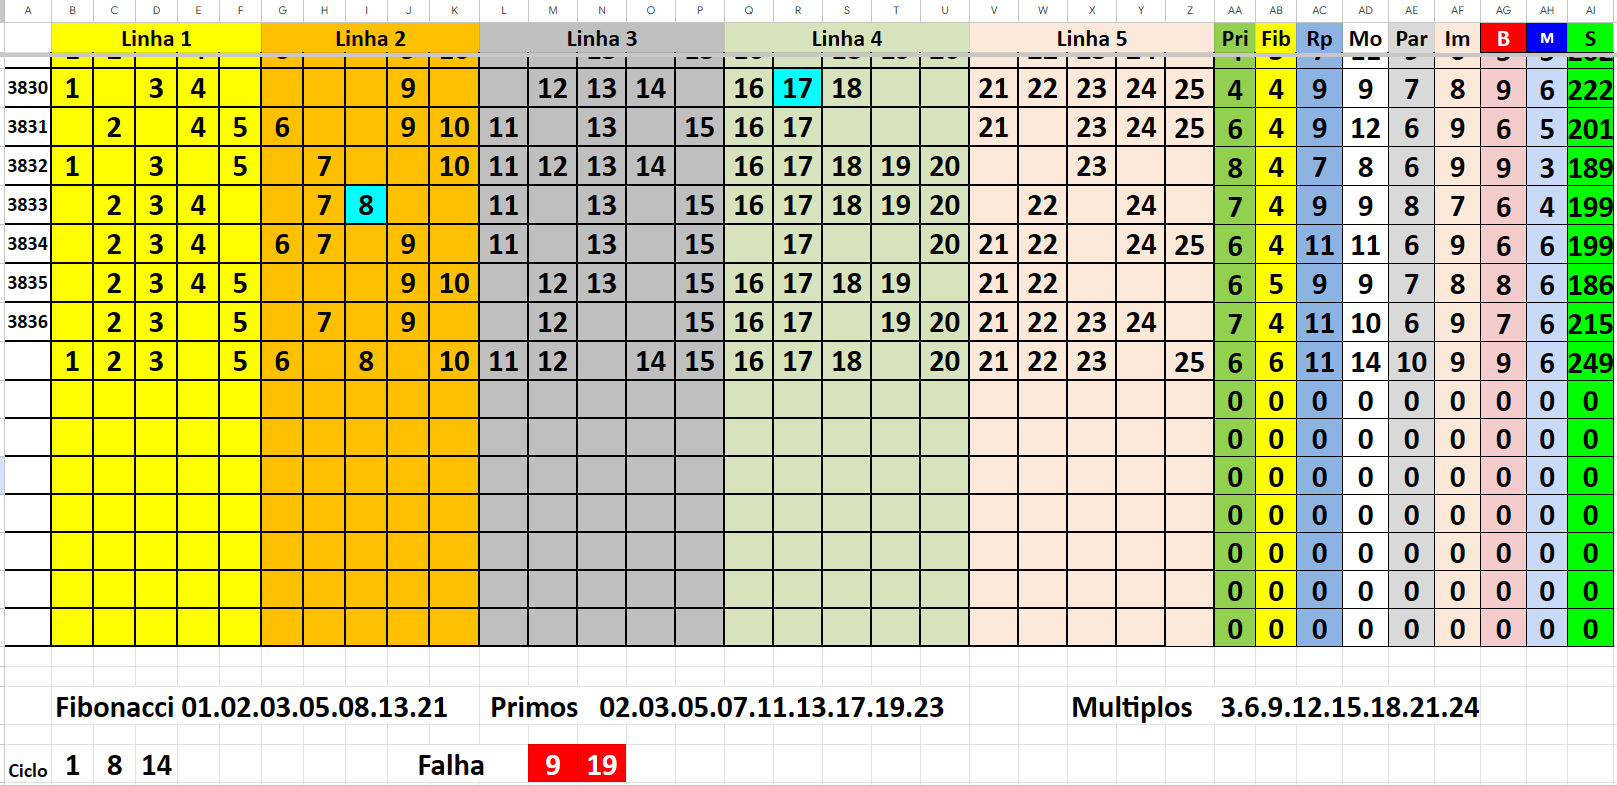 A B C D E F G H I J K L M N O P Q R S T U V W X Y Z AA AB AC AD AE AF AG AH AI
Linha 1 Linha 2 Linha 3 Linha 4 Linha 5 Pri Fib Rp Mo Par Im B M S
3830 1 3 4 9 12 13 14 16 17 18 21 22 23 24 25 4 4 9 9 7 8 9 6 222
3831 2 4 5 6 9 10 11 13 15 16 17 21 23 24 25 6 4 9 12 6 9 6 5 201
3832 1 3 5 7 10 11 12 13 14 16 17 18 19 20 23 8 4 7 8 6 9 9 3 189
3833 2 3 4 7 8 11 13 15 16 17 18 19 20 22 24 7 4 9 9 8 7 6 4 199
3834 2 3 4 6 7 9 11 13 15 17 20 21 22 24 25 6 4 11 11 6 9 6 6 199
3835 2 3 4 5 9 10 12 13 15 16 17 18 19 21 22 6 5 9 9 7 8 8 6 186
3836 2 3 5 7 9 12 15 16 17 19 20 21 22 23 24 7 4 11 10 6 9 7 6 215
1 2 3 5 6 8 10 11 12 14 15 16 17 18 20 21 22 23 25 6 6 11 14 10 9 9 6 249
0 0 0 0 0 0 0 0 0
0 0 0 0 0 0 0 0 0
0 0 0 0 0 0 0 0 0
0 0 0 0 0 0 0 0 0
0 0 0 0 0 0 0 0 0
0 0 0 0 0 0 0 0 0
0 0 0 0 0 0 0 0 0
Fibonacci 01.02.03.05.08.13.21 Primos 02.03.05.07.11.13.17.19.23 Multiplos 3.6.9.12.15.18.21.24
Ciclo 1 8 14 Falha 9 19